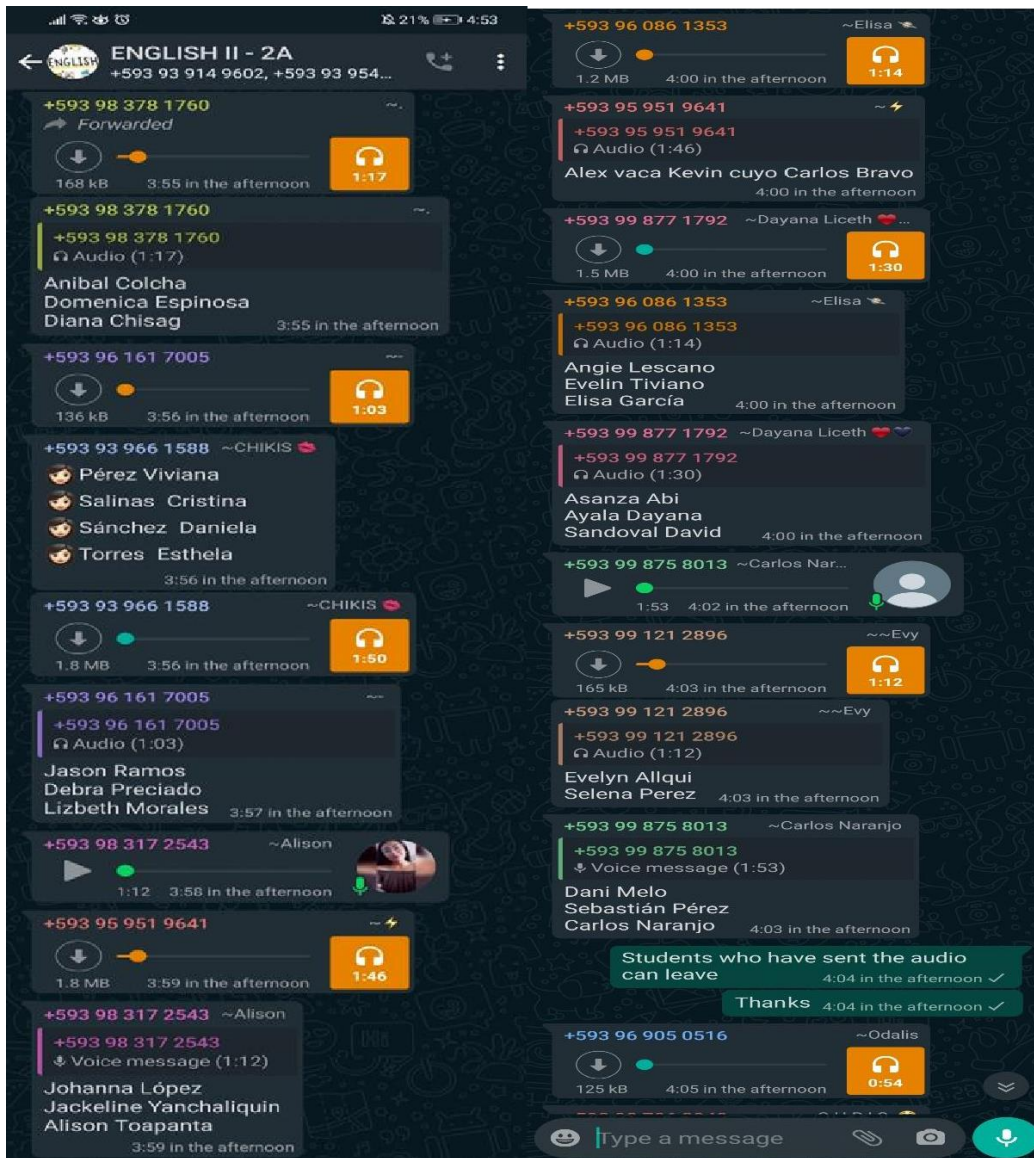 21% 4:53
ENGLISH II - 2A
+593 93 914 9602, +593 93 954...
ENGLISH
+593 98 378 1760 ~.
Forwarded
1:17
168 kB 3:55 in the afternoon
+593 98 378 1760 ~.
+593 98 378 1760
Audio (1:17)
Anibal Colcha
Domenica Espinosa
Diana Chisag 3:55 in the afternoon
+593 96 161 7005 ~-
1:03
136 kB 3:56 in the afternoon
+593 93 966 1588 ~CHIKIS
Pérez Viviana
Salinas Cristina
Sánchez Daniela
Torres Esthela
3:56 in the afternoon
+593 93 966 1588 ~CHIKIS
1:50
1.8 MB 3:56 in the afternoon
+593 96 161 7005 ~-
+593 96 161 7005
Audio (1:03)
Jason Ramos
Debra Preciado
Lizbeth Morales 3:57 in the afternoon
+593 98 317 2543 ~Alison
1:12 3:58 in the afternoon
+593 95 951 9641 ~⚡
1:46
1.8 MB 3:59 in the afternoon
+593 98 317 2543 ~Alison
+593 98 317 2543
Voice message (1:12)
Johanna López
Jackeline Yanchaliquin
Alison Toapanta
3:59 in the afternoon
+593 96 086 1353 ~Elisa
1:14
1.2 MB 4:00 in the afternoon
+593 95 951 9641 ~⚡
+593 95 951 9641
Audio (1:46)
Alex vaca Kevin cuyo Carlos Bravo
4:00 in the afternoon
+593 99 877 1792 ~Dayana Liceth ❤️...
1:30
1.5 MB 4:00 in the afternoon
+593 96 086 1353 ~Elisa
+593 96 086 1353
Audio (1:14)
Angie Lescano
Evelin Tiviano
Elisa García 4:00 in the afternoon
+593 99 877 1792 ~Dayana Liceth
+593 99 877 1792
Audio (1:30)
Asanza Abi
Ayala Dayana
Sandoval David 4:00 in the afternoon
+593 99 875 8013 ~Carlos Nar...
1:53 4:02 in the afternoon
+593 99 121 2896 ~~Evy
1:12
165 kB 4:03 in the afternoon
+593 99 121 2896 ~~Evy
+593 99 121 2896
Audio (1:12)
Evelyn Allqui
Selena Perez 4:03 in the afternoon
+593 99 875 8013 ~Carlos Naranjo
+593 99 875 8013
Voice message (1:53)
Dani Melo
Sebastián Pérez
Carlos Naranjo 4:03 in the afternoon
Students who have sent the audio
can leave 4:04 in the afternoon
Thanks 4:04 in the afternoon
+593 96 905 0516 ~Odalis
0:54
125 kB 4:05 in the afternoon
Type a message